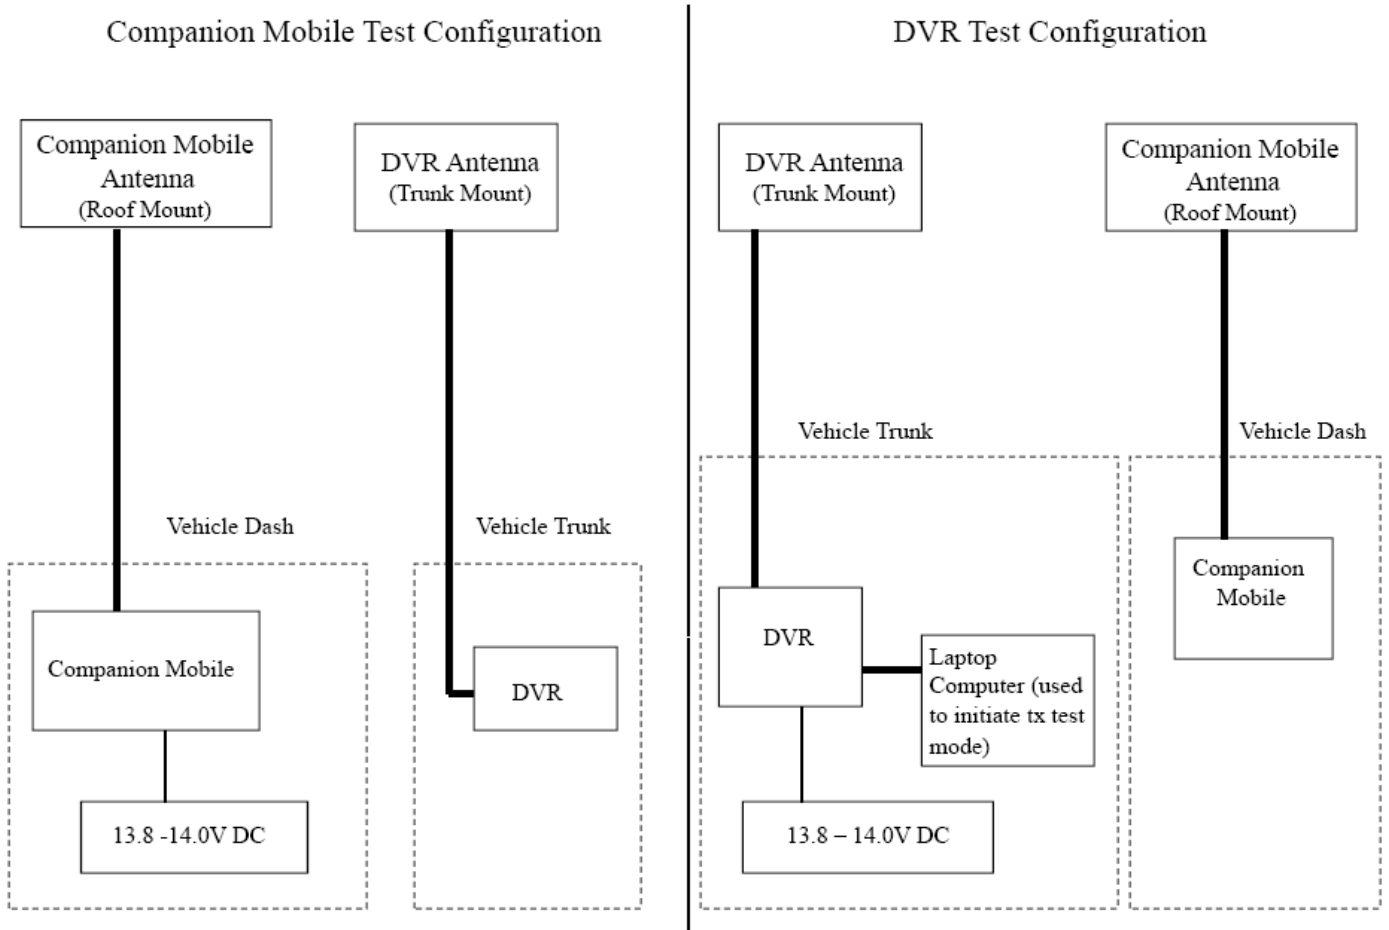 Companion Mobile Test Configuration
Companion Mobile
Antenna
(Roof Mount)
DVR Antenna
(Trunk Mount)
Vehicle Dash
Vehicle Trunk
Companion Mobile
DVR
13.8 -14.0V DC
DVR Test Configuration
DVR Antenna
(Trunk Mount)
Companion Mobile
Antenna
(Roof Mount)
Vehicle Trunk
Vehicle Dash
DVR
Laptop
Computer (used
to initiate tx test
mode)
Companion
Mobile
13.8 – 14.0V DC